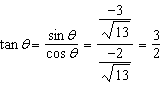 tan θ = sin θ / cos θ = (-3/√13) / (-2/√13) = 3/2